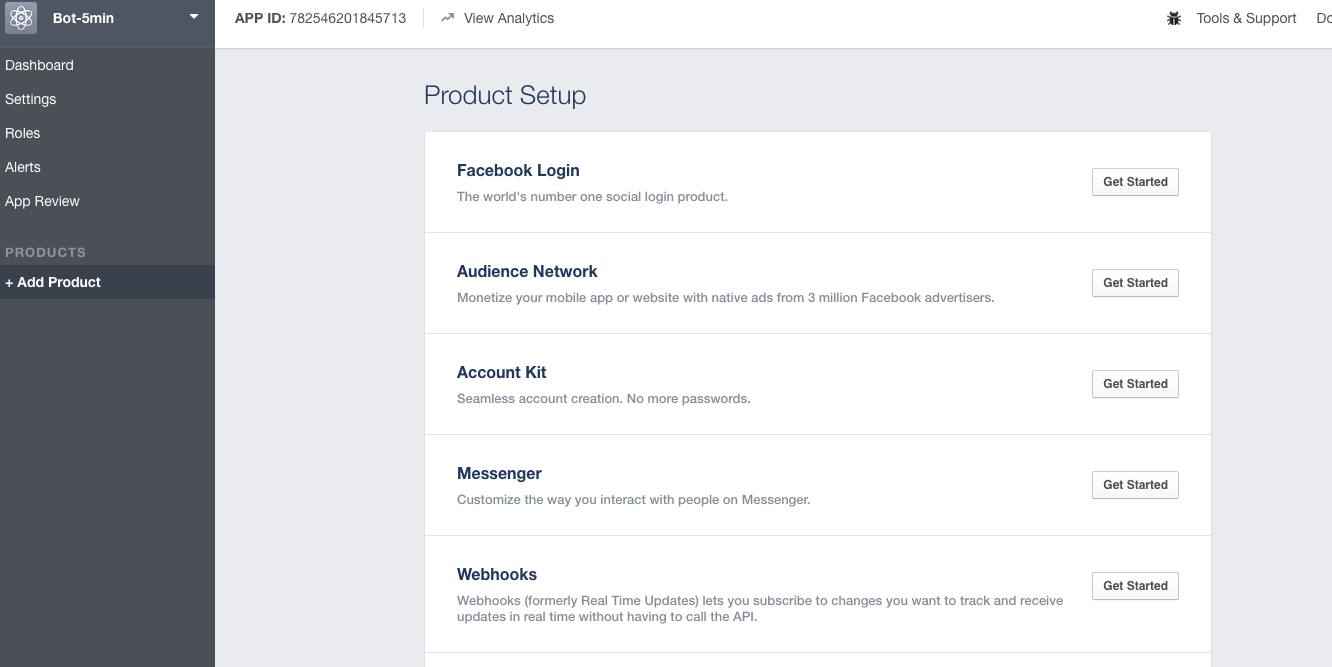 Bot-5min
APP ID: 782546201845713
View Analytics
Tools & Support
Dashboard
Settings
Roles
Alerts
App Review
PRODUCTS
+ Add Product
Product Setup
Facebook Login
The world's number one social login product.
Get Started
Audience Network
Monetize your mobile app or website with native ads from 3 million Facebook advertisers.
Get Started
Account Kit
Seamless account creation. No more passwords.
Get Started
Messenger
Customize the way you interact with people on Messenger.
Get Started
Webhooks
Webhooks (formerly Real Time Updates) lets you subscribe to changes you want to track and receive
updates in real time without having to call the API.
Get Started